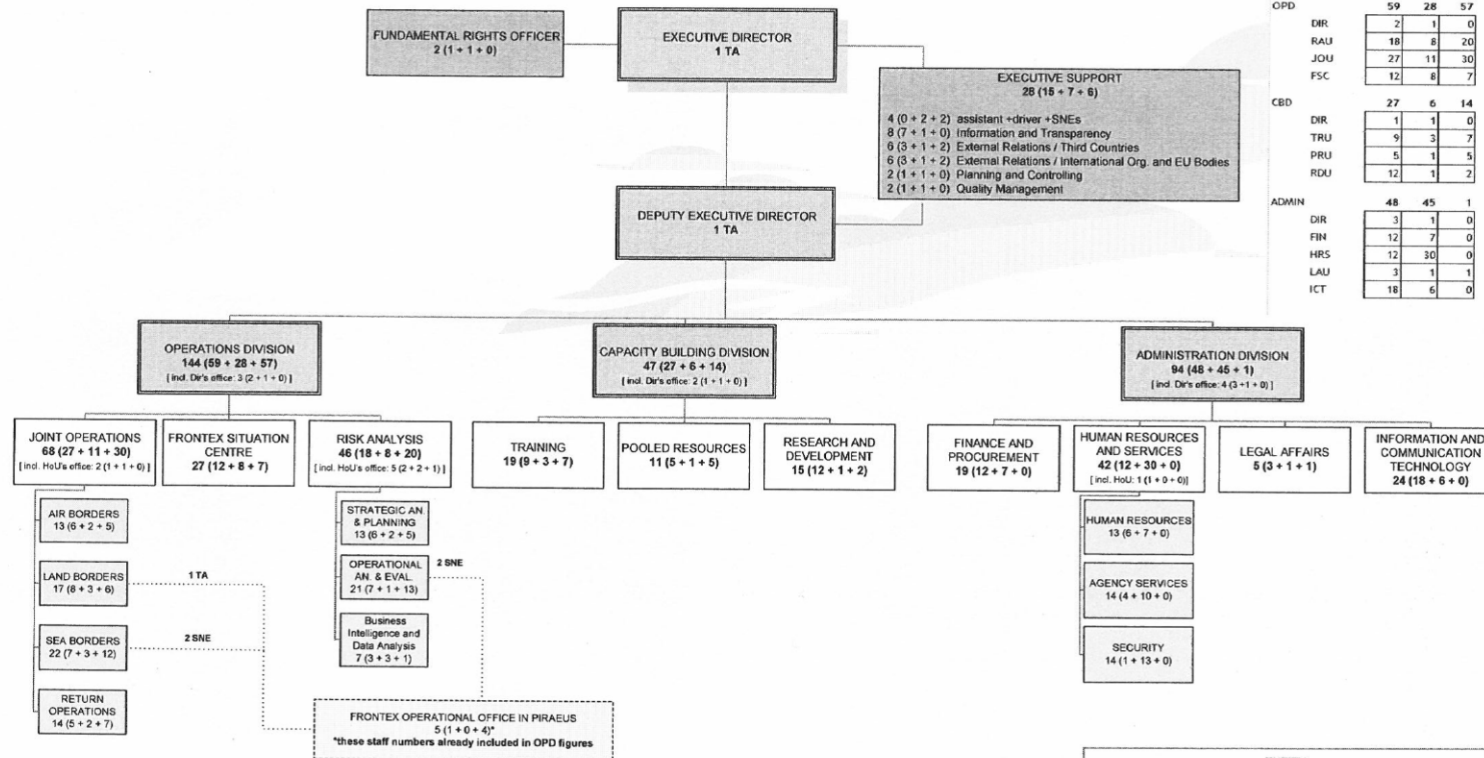 FUNDAMENTAL RIGHTS OFFICER
2 (1 + 1 + 0)
EXECUTIVE DIRECTOR
1 TA
EXECUTIVE SUPPORT
28 (15 + 7 + 6)
4 (0 + 2 + 2) assistant +driver +SNEs
8 (7 + 1 + 0) Information and Transparency
6 (3 + 1 + 2) External Relations / Third Countries
6 (3 + 1 + 2) External Relations / International Org. and EU Bodies
2 (1 + 1 + 0) Planning and Controlling
2 (1 + 1 + 0) Quality Management
OPD 59 28 57
DIR 2 1 0
RAU 18 8 20
JOU 27 11 30
FSC 12 8 7
CBD 27 6 14
DIR 1 1 0
TRU 9 3 7
PRU 5 1 5
RDU 12 1 2
ADMIN 48 45 1
DIR 3 1 0
FIN 12 7 0
HRS 12 30 0
LAU 3 1 1
ICT 18 6 0
DEPUTY EXECUTIVE DIRECTOR
1 TA
OPERATIONS DIVISION
144 (59 + 28 + 57)
[ incl. Dir's office: 3 (2 + 1 + 0) ]
CAPACITY BUILDING DIVISION
47 (27 + 6 + 14)
[ incl. Dir's office: 2 (1 + 1 + 0) ]
ADMINISTRATION DIVISION
94 (48 + 45 + 1)
[ incl. Dir's office: 4 (3 +1 + 0) ]
JOINT OPERATIONS
68 (27 + 11 + 30)
[ incl. HoU's office: 2 (1 + 1 + 0) ]
FRONTEX SITUATION
CENTRE
27 (12 + 8 + 7)
RISK ANALYSIS
46 (18 + 8 + 20)
[ incl. HoU's office: 5 (2 + 2 + 1) ]
TRAINING
19 (9 + 3 + 7)
POOLED RESOURCES
11 (5 + 1 + 5)
RESEARCH AND
DEVELOPMENT
15 (12 + 1 + 2)
FINANCE AND
PROCUREMENT
19 (12 + 7 + 0)
HUMAN RESOURCES
AND SERVICES
42 (12 + 30 + 0)
[ incl. HoU: 1 (1 + 0 + 0)]
LEGAL AFFAIRS
5 (3 + 1 + 1)
INFORMATION AND
COMMUNICATION
TECHNOLOGY
24 (18 + 6 + 0)
AIR BORDERS
13 (6 + 2 + 5)
LAND BORDERS
17 (8 + 3 + 6)
1 TA
SEA BORDERS
22 (7 + 3 + 12)
2 SNE
RETURN
OPERATIONS
14 (5 + 2 + 7)
STRATEGIC AN.
& PLANNING
13 (6 + 2 + 5)
OPERATIONAL
AN. & EVAL.
21 (7 + 1 + 13)
2 SNE
Business
Intelligence and
Data Analysis
7 (3 + 3 + 1)
HUMAN RESOURCES
13 (6 + 7 + 0)
AGENCY SERVICES
14 (4 + 10 + 0)
SECURITY
14 (1 + 13 + 0)
FRONTEX OPERATIONAL OFFICE IN PIRAEUS
5 (1 + 0 + 4)*
*these staff numbers already included in OPD figures